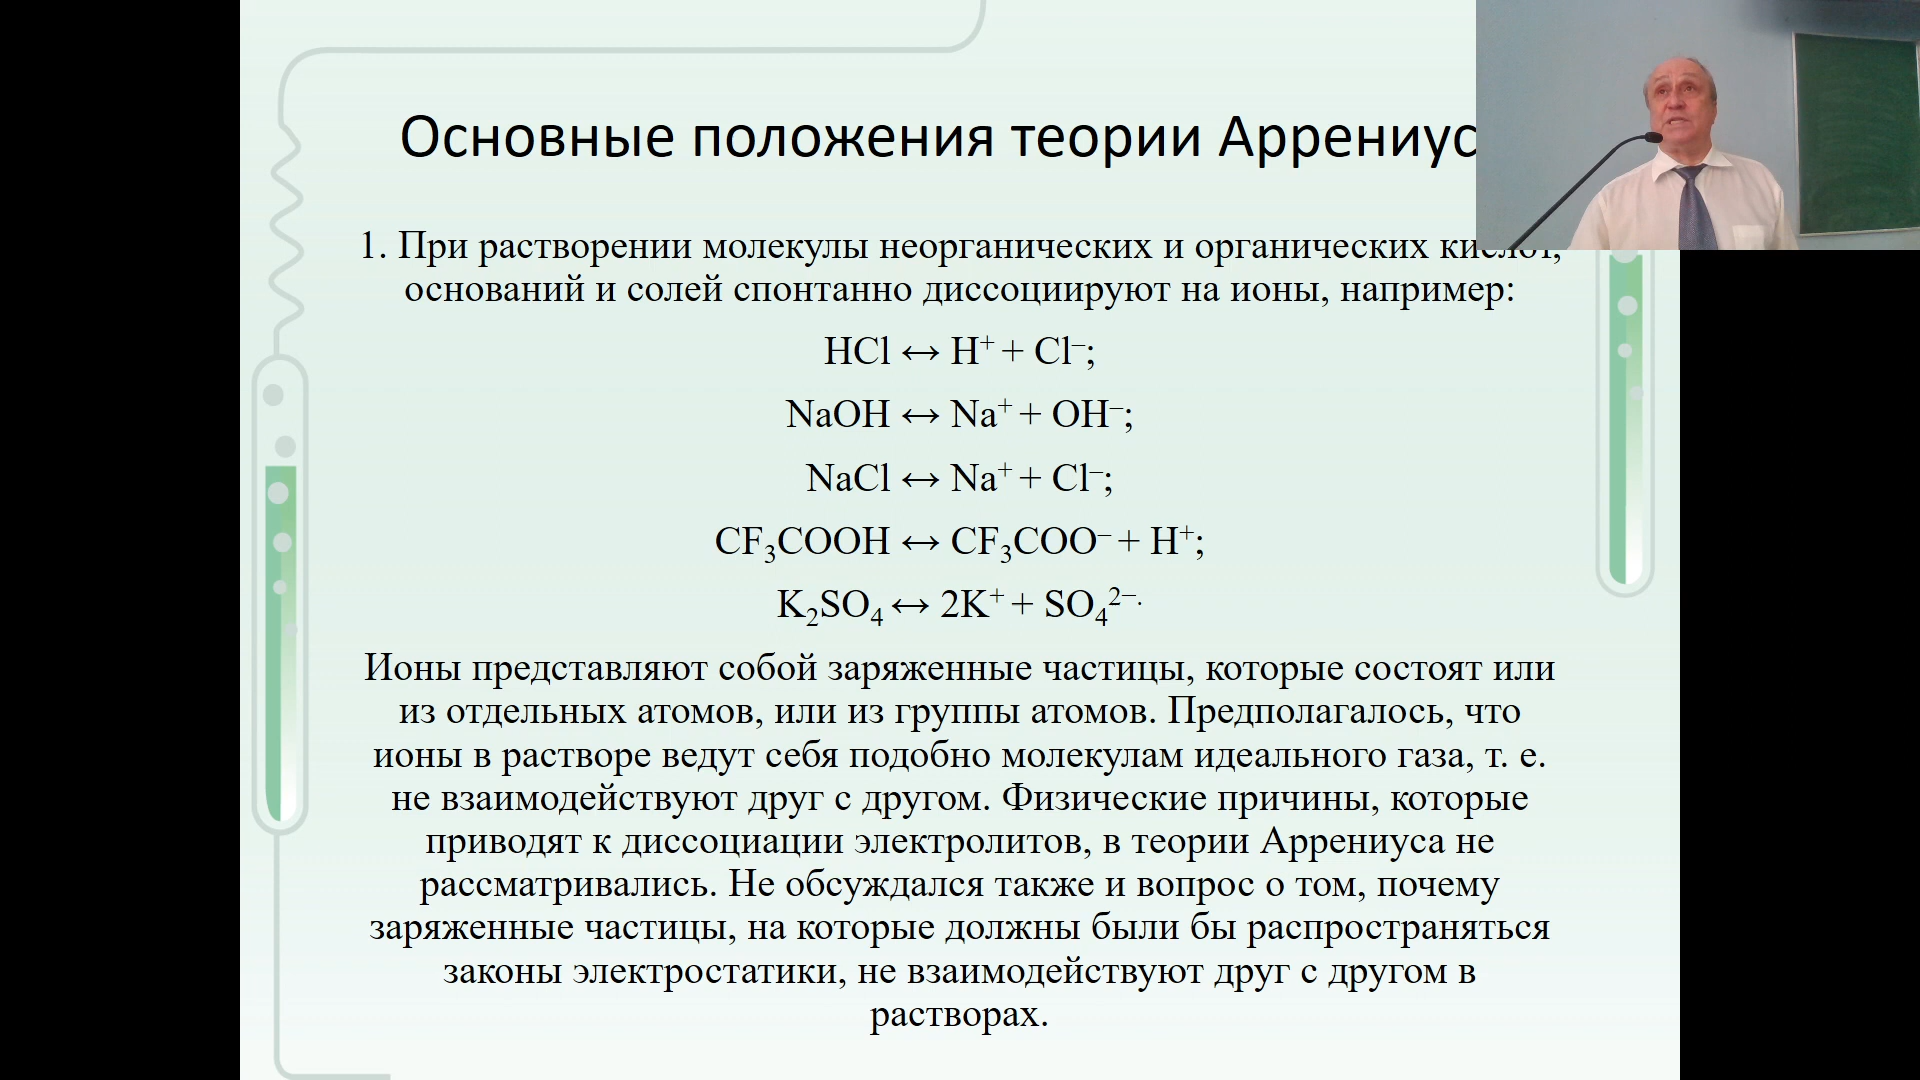 Основные положения теории Аррениус
1. При растворении молекулы неорганических и органических кислот,
оснований и солей спонтанно диссоциируют на ионы, например:
HCl ↔ H⁺ + Cl⁻;
NaOH ↔ Na⁺ + OH⁻;
NaCl ↔ Na⁺ + Cl⁻;
CF₃COOH ↔ CF₃COO⁻ + H⁺;
K₂SO₄ ↔ 2K⁺ + SO₄²⁻.
Ионы представляют собой заряженные частицы, которые состоят или
из отдельных атомов, или из группы атомов. Предполагалось, что
ионы в растворе ведут себя подобно молекулам идеального газа, т. е.
не взаимодействуют друг с другом. Физические причины, которые
приводят к диссоциации электролитов, в теории Аррениуса не
рассматривались. Не обсуждался также и вопрос о том, почему
заряженные частицы, на которые должны были бы распространяться
законы электростатики, не взаимодействуют друг с другом в
растворах.